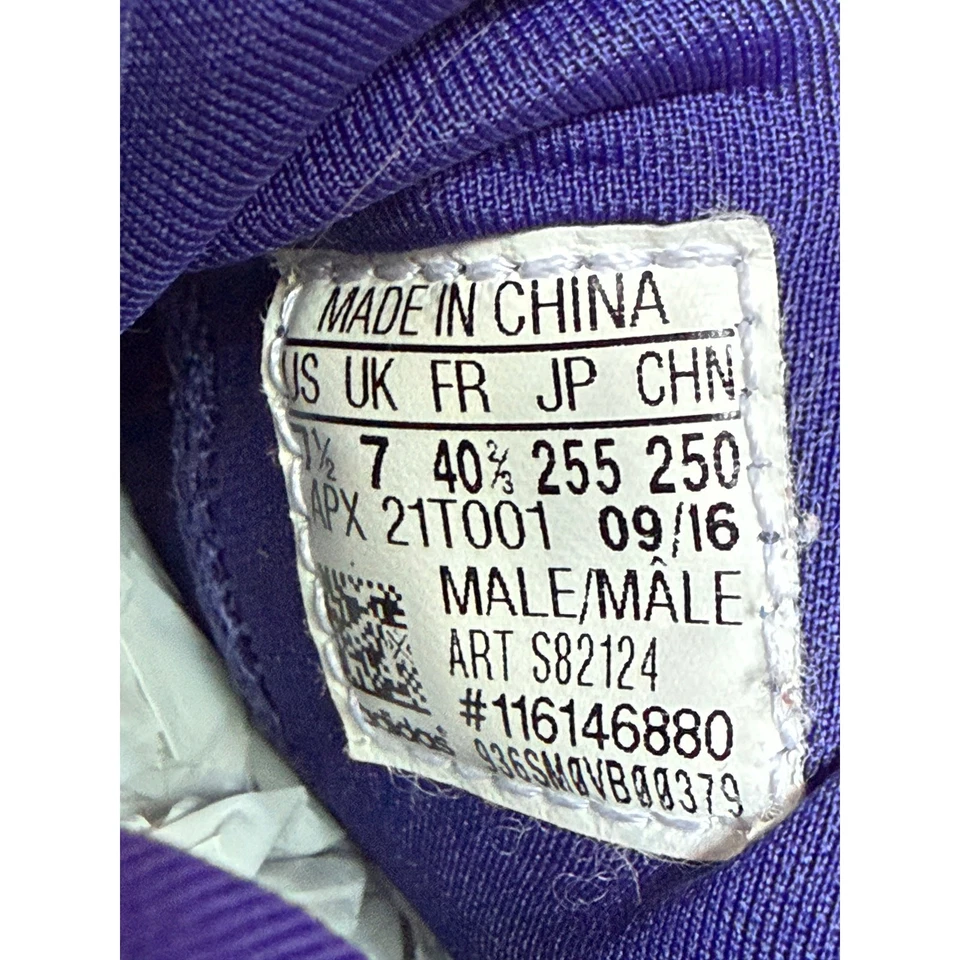 MADE IN CHINA
US UK FR JP CHN
7½ 7 40⅔ 255 250
APX 21T001 09/16
MALE/MÂLE
ART S82124
#116146880
adidas
936SM0VB00379